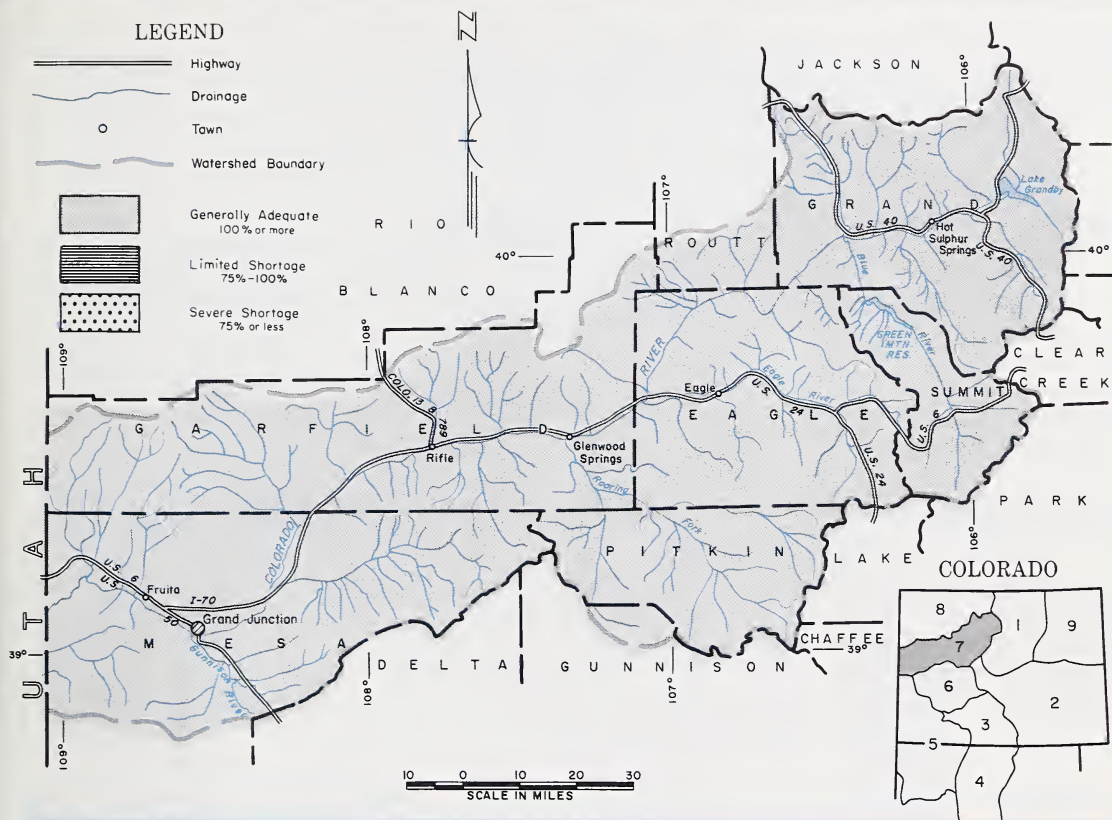 LEGEND
Highway
Drainage
Tawn
Watershed Boundary
Generally Adequate
100% or more
Limited Shortage
75%-100%
Severe Shortage
75% or less
JACKSON
106°
107°
RIO
BLANCO
ROUTT
40°
40°
GRAND
Lake
Grandby
U.S. 40
Hot
Sulphur
Springs
U.S. 40
Blue
River
GREEN
MTN.
RES.
CLEAR
CREEK
SUMMIT
U.S. 6
109°
108°
COLO. 13 & 789
GARFIELD
Rifle
Glenwood
Springs
RIVER
Eagle
U.S. 24
Eagle
River
EAGLE
U.S. 24
Roaring
Fork
PITKIN
PARK
106°
LAKE
UTAH
COLORADO
U.S. 6
U.S. 50
Fruita
I-70
Grand Junction
MESA
Gunnison River
39°
109°
108°
DELTA
GUNNISON
107°
CHAFFEE
39°
10 0 10 20 30
SCALE IN MILES
COLORADO
8
1
9
7
6
2
3
5
4